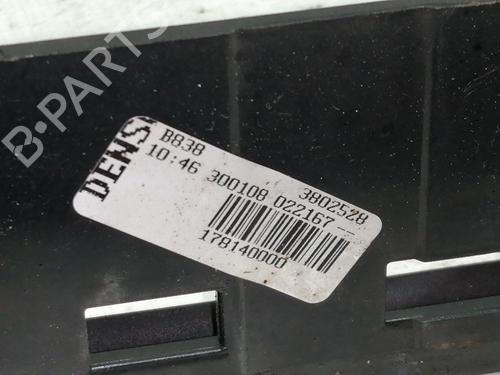 B-PARTS
DENS
B838
3802528
10:46 300108 022167 --
178140000